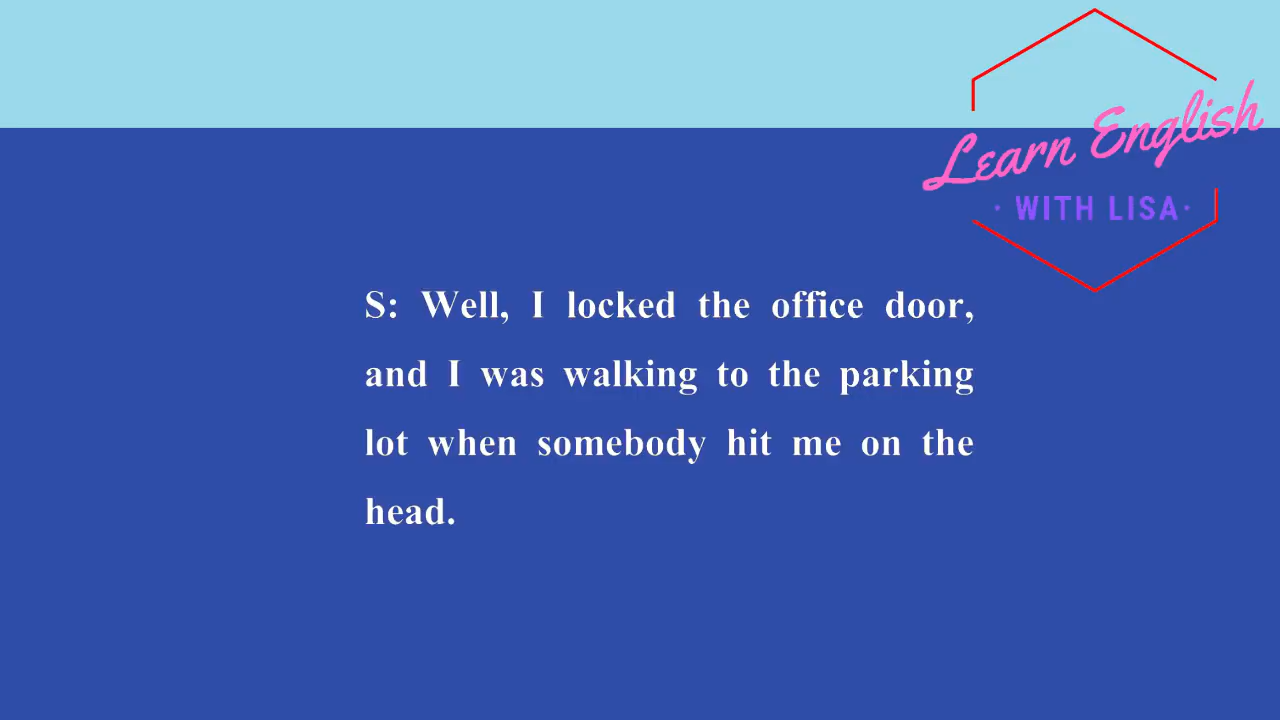 Learn English
· WITH LISA·
S: Well, I locked the office door,
and I was walking to the parking
lot when somebody hit me on the
head.